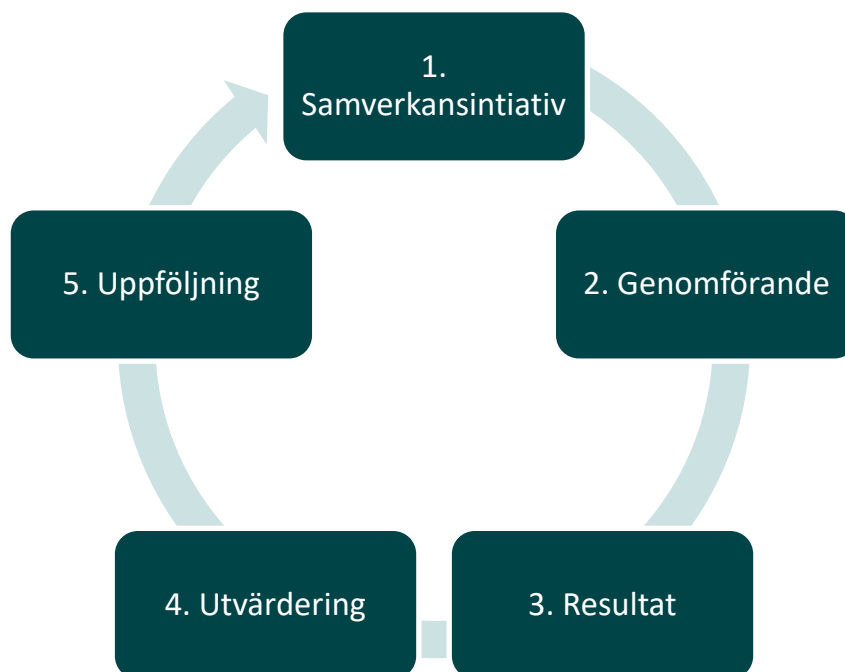 1.
Samverkansintiativ
2. Genomförande
3. Resultat
4. Utvärdering
5. Uppföljning